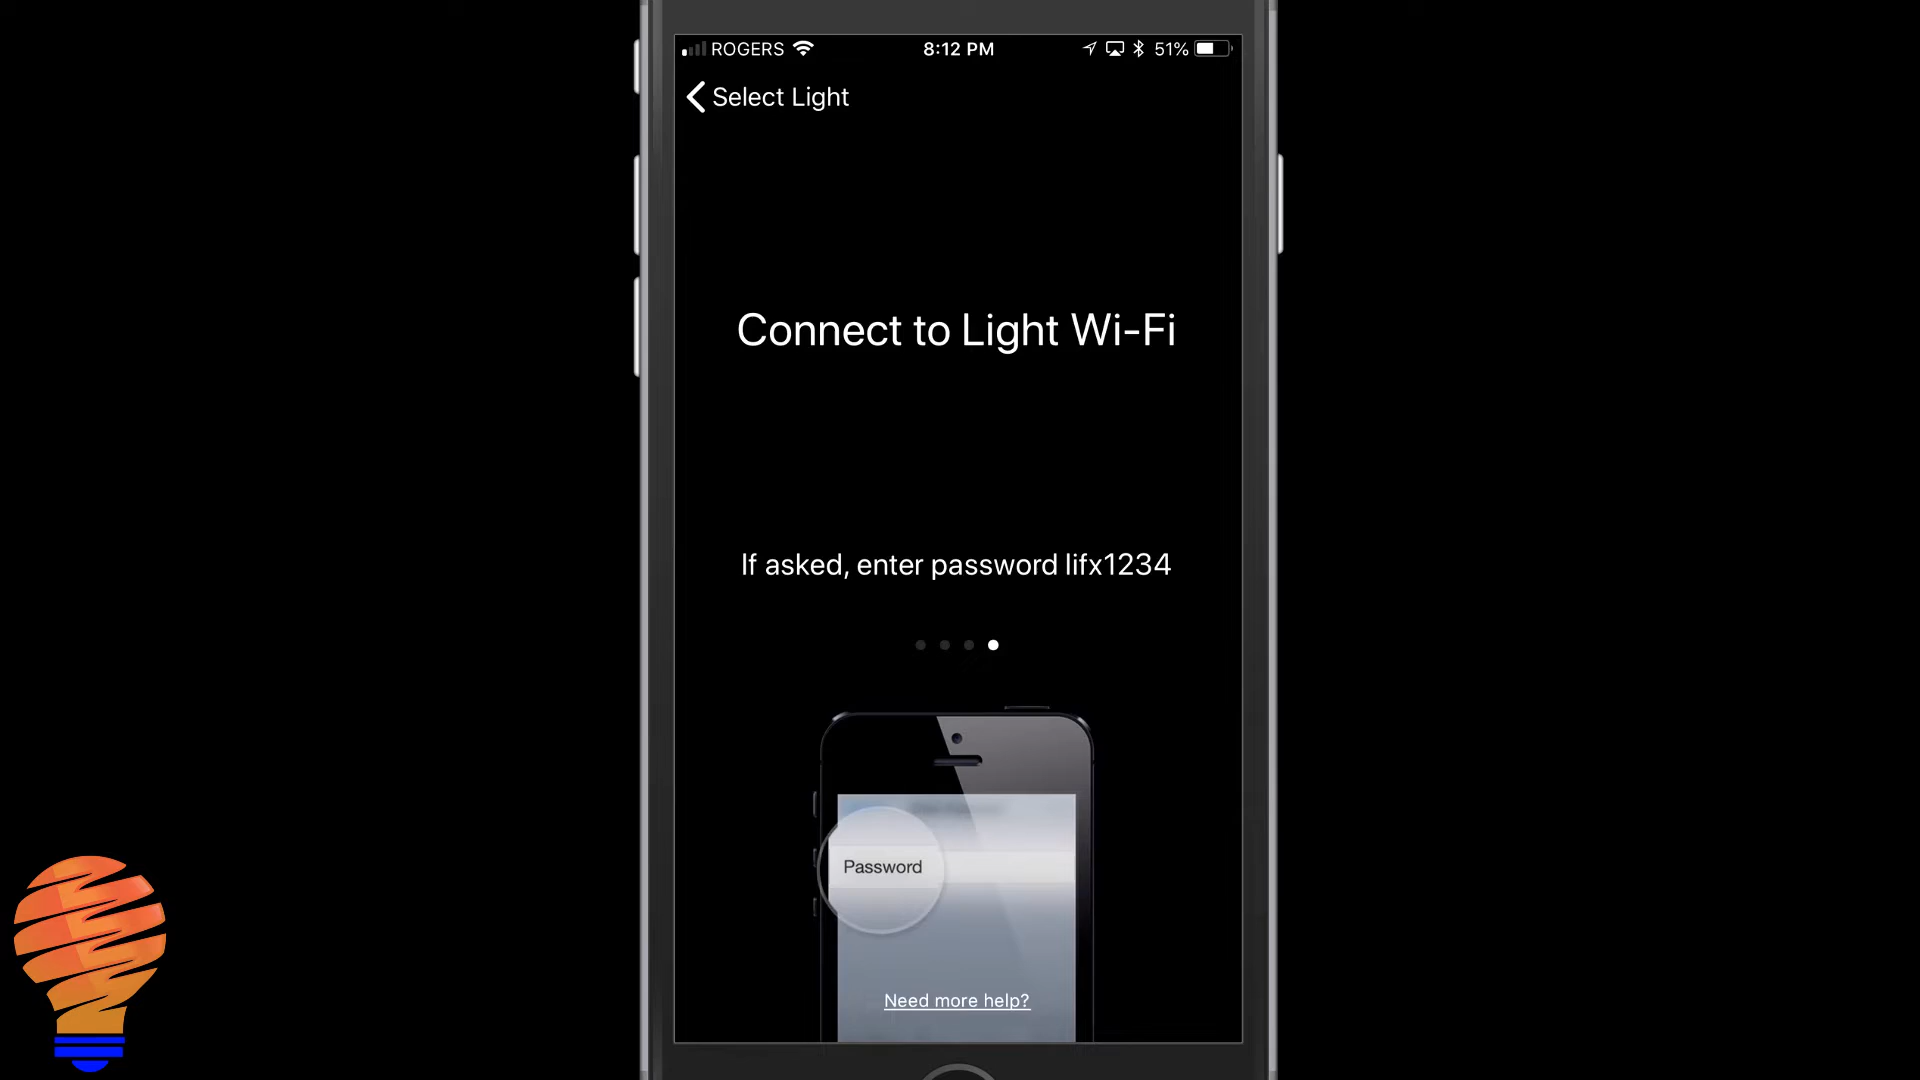 ROGERS 8:12 PM 51%
Select Light
Connect to Light Wi-Fi
If asked, enter password lifx1234
Password
Need more help?